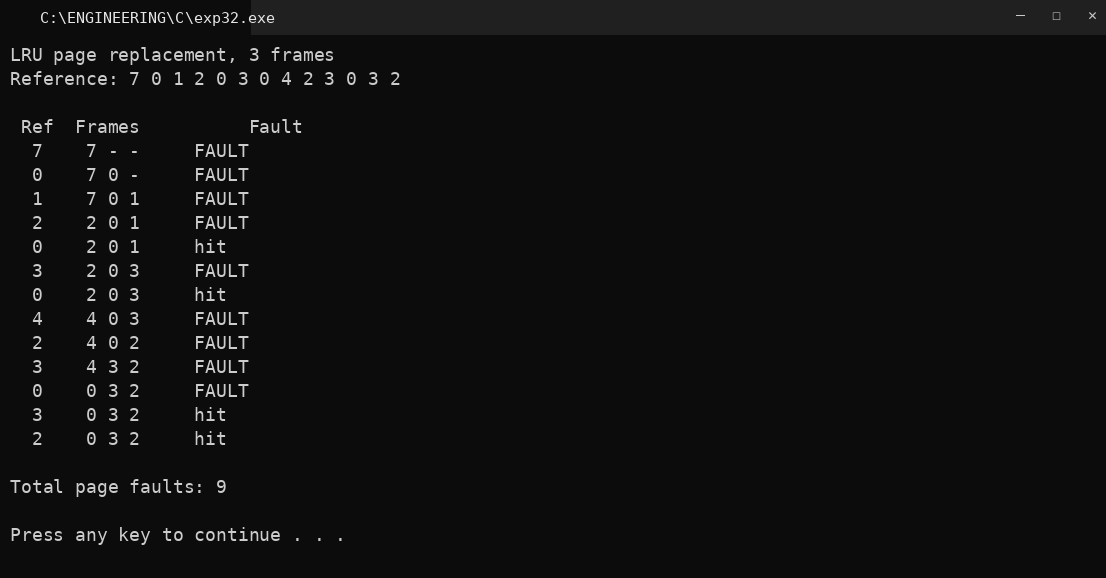 C:\ENGINEERING\C\exp32.exe
LRU page replacement, 3 frames
Reference: 7 0 1 2 0 3 0 4 2 3 0 3 2
Ref  Frames          Fault
7    7 - -     FAULT
0    7 0 -     FAULT
1    7 0 1     FAULT
2    2 0 1     FAULT
0    2 0 1     hit
3    2 0 3     FAULT
0    2 0 3     hit
4    4 0 3     FAULT
2    4 0 2     FAULT
3    4 3 2     FAULT
0    0 3 2     FAULT
3    0 3 2     hit
2    0 3 2     hit
Total page faults: 9
Press any key to continue . . .